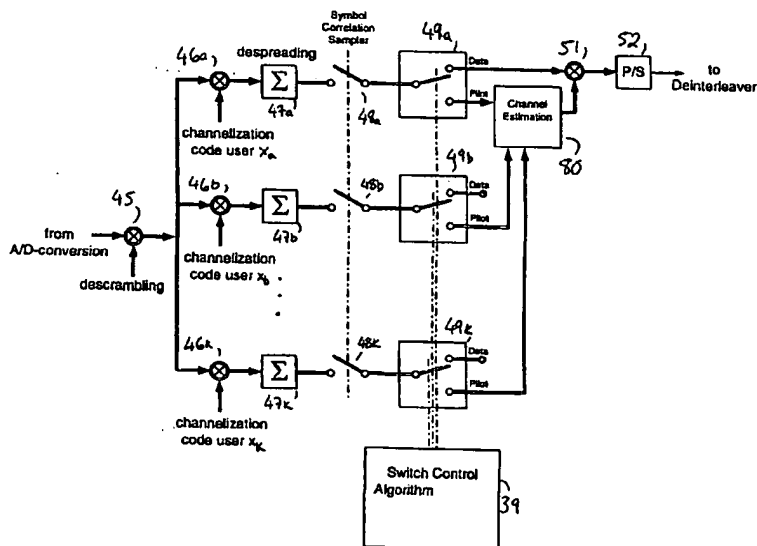 Symbol
Correlation
Sampler
49a
51
52
46a
despreading
Data
P/S
to
Deinterleaver
Σ
Pilot
Channel
Estimation
47a
48a
channelization
code user xa
49b
80
46b
48b
Data
45
Σ
from
A/D-conversion
Pilot
47b
channelization
code user xb
descrambling
49k
46k
48k
Data
Σ
Pilot
47k
channelization
code user xK
Switch Control
Algorithm
39